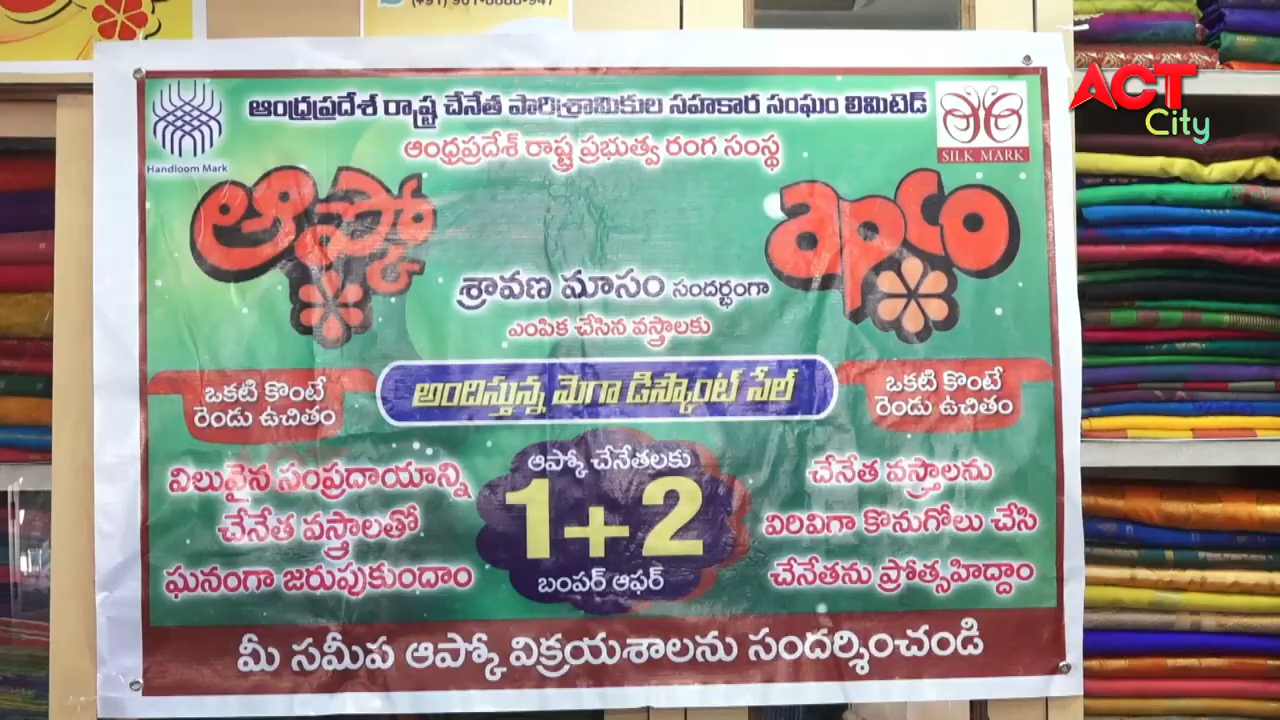 ఆంధ్రప్రదేశ్ రాష్ట్ర చేనేత పారిశ్రామికుల సహకార సంఘం లిమిటెడ్
ఆంధ్రప్రదేశ్ రాష్ట్ర ప్రభుత్వ రంగ సంస్థ
Handloom Mark
SILK MARK
ACT
City
ఆప్కో
శ్రావణ మాసం సందర్భంగా
ఎంపిక చేసిన వస్త్రాలకు
అందిస్తున్న మెగా డిస్కౌంట్ సేల్
ఒకటి కొంటే
రెండు ఉచితం
ఒకటి కొంటే
రెండు ఉచితం
విలువైన సంప్రదాయాన్ని
చేనేత వస్త్రాలతో
ఘనంగా జరుపుకుందాం
ఆప్కో చేనేతలకు
1+2
బంపర్ ఆఫర్
చేనేత వస్త్రాలను
విరివిగా కొనుగోలు చేసి
చేనేతను ప్రోత్సహిద్దాం
మీ సమీప ఆప్కో విక్రయశాలను సందర్శించండి